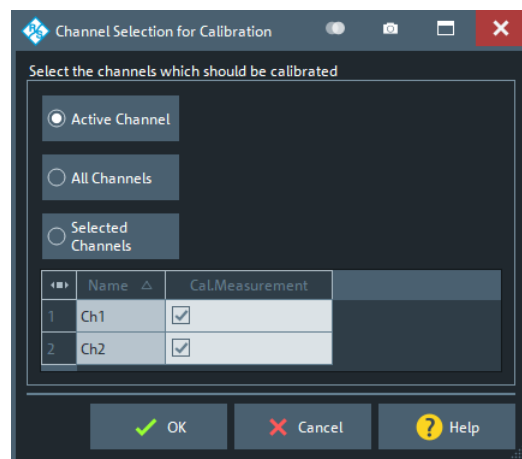 Channel Selection for Calibration
Select the channels which should be calibrated
Active Channel
All Channels
Selected
Channels
Name Cal.Measurement
1 Ch1
2 Ch2
OK Cancel ? Help